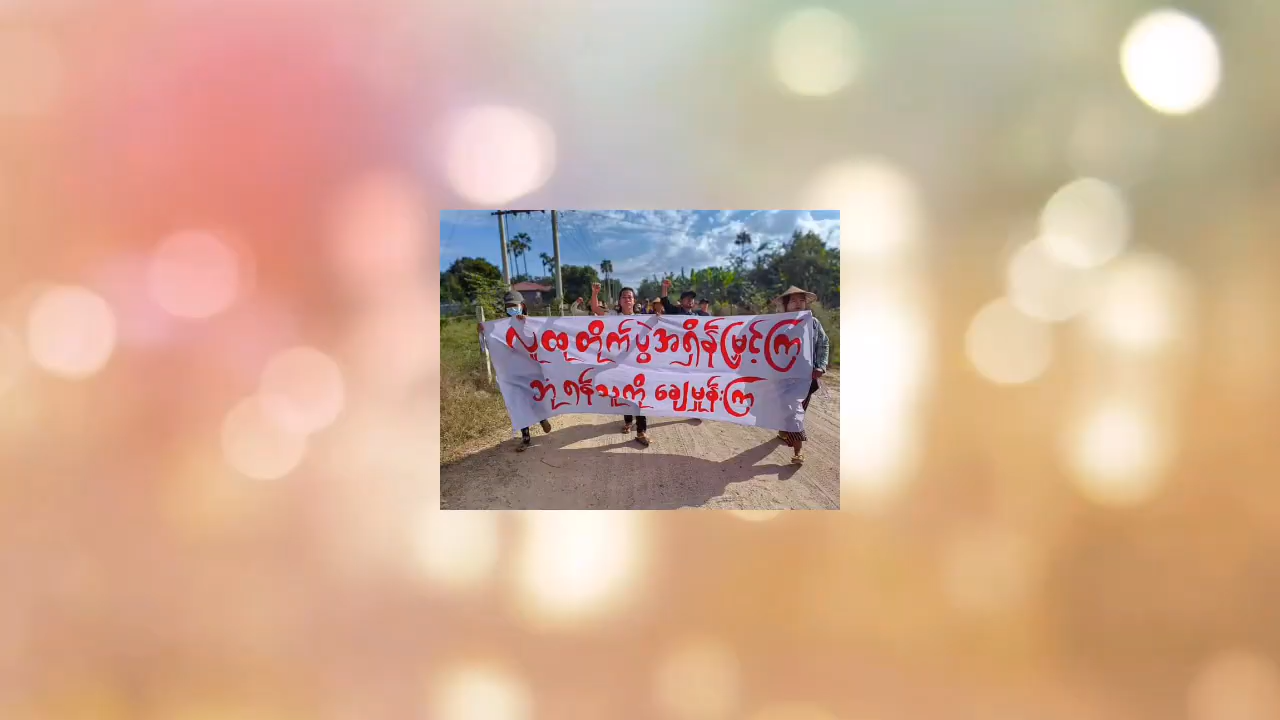 လူထုတိုက်ပွဲအရှိန်မြှင့်ကြ
ဘုံရန်သူကို ချေမှုန်းကြ